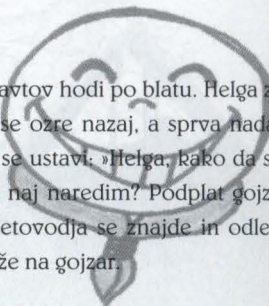 avtov hodi po blatu. Helga z
se ozre nazaj, a sprva nada
se ustavi: »Helga, kako da s
naj naredim? Podplat gojz
etovodja se znajde in odle
že na gojzar.